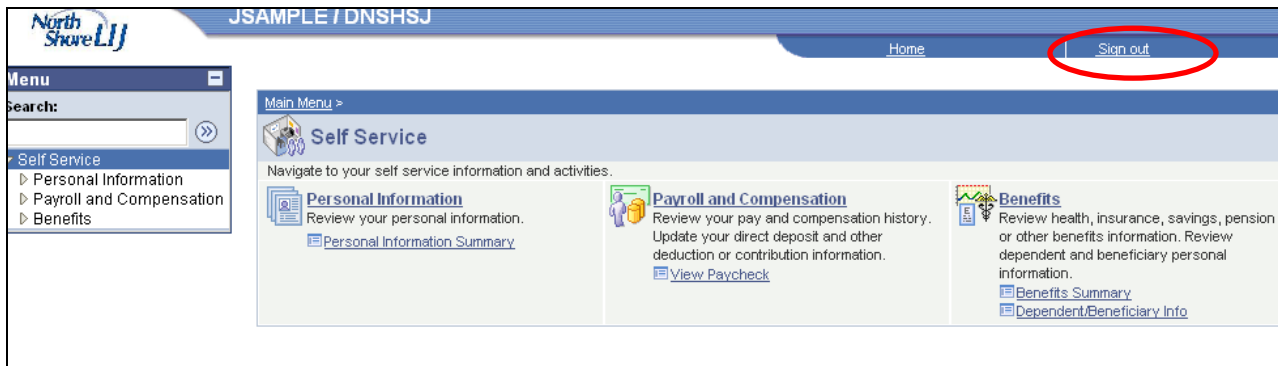 North
Shore LIJ
JSAMPLE / DNSHSJ
Home
Sign out
Menu
Search:
Self Service
Personal Information
Payroll and Compensation
Benefits
Main Menu >
Self Service
Navigate to your self service information and activities.
Personal Information
Review your personal information.
Personal Information Summary
Payroll and Compensation
Review your pay and compensation history.
Update your direct deposit and other
deduction or contribution information.
View Paycheck
Benefits
Review health, insurance, savings, pension
or other benefits information. Review
dependent and beneficiary personal
information.
Benefits Summary
Dependent/Beneficiary Info